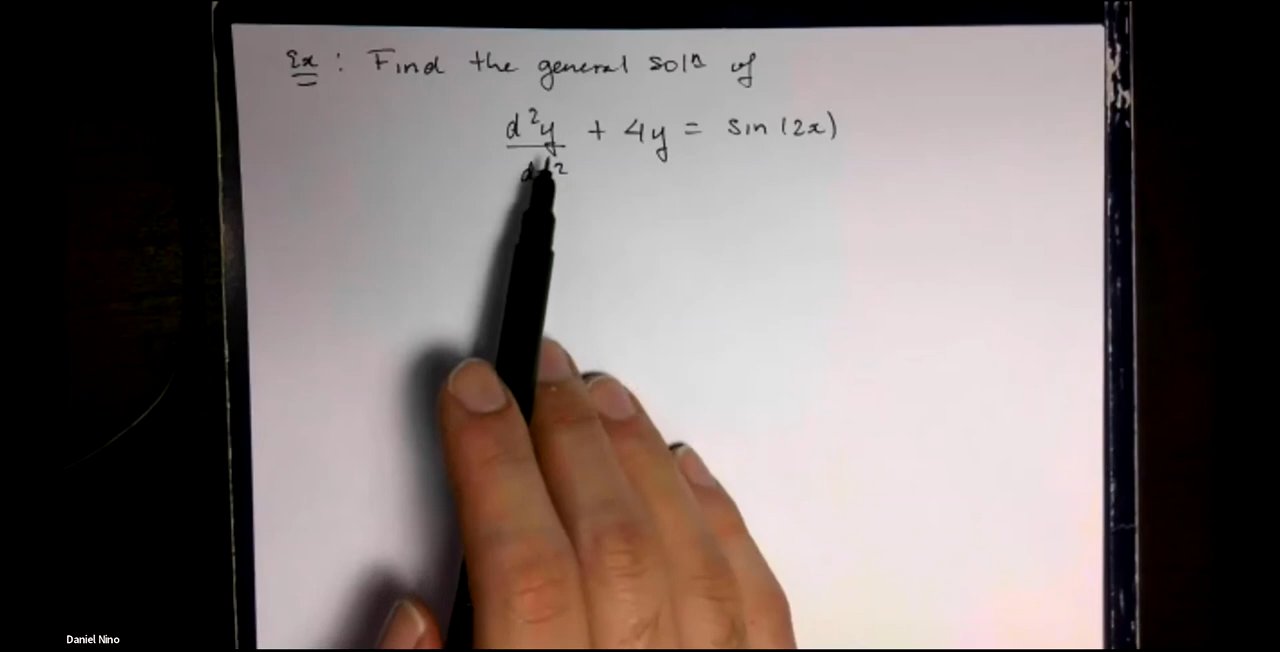 Ex : Find the general solⁿ of
d²y + 4y = sin (2x)
Daniel Nino